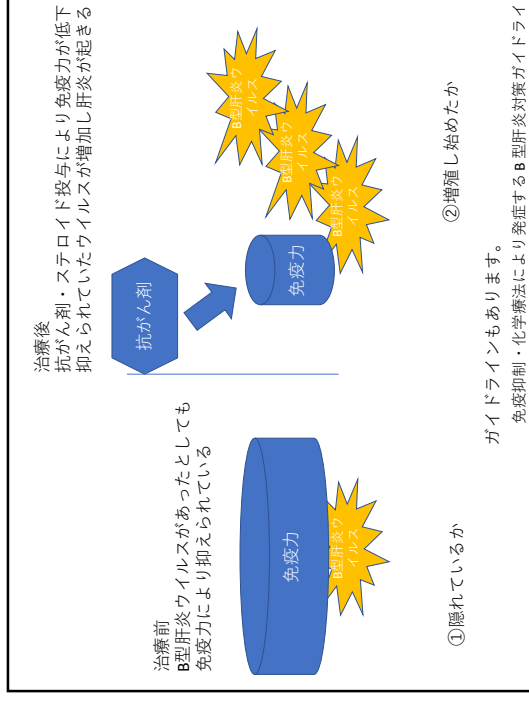 治療前
B型肝炎ウイルスがあったとしても
免疫力により抑えられている
免疫力
B型肝炎ウ
イルス
①隠れているか
治療後
抗がん剤・ステロイド投与により免疫力が低下
抑えられていたウイルスが増加し肝炎が起きる
抗がん剤
免疫力
B型肝炎ウ
イルス
B型肝炎ウ
イルス
B型肝炎ウ
イルス
②増殖し始めたか
ガイドラインもあります。
免疫抑制・化学療法により発症するB型肝炎対策ガイドライ